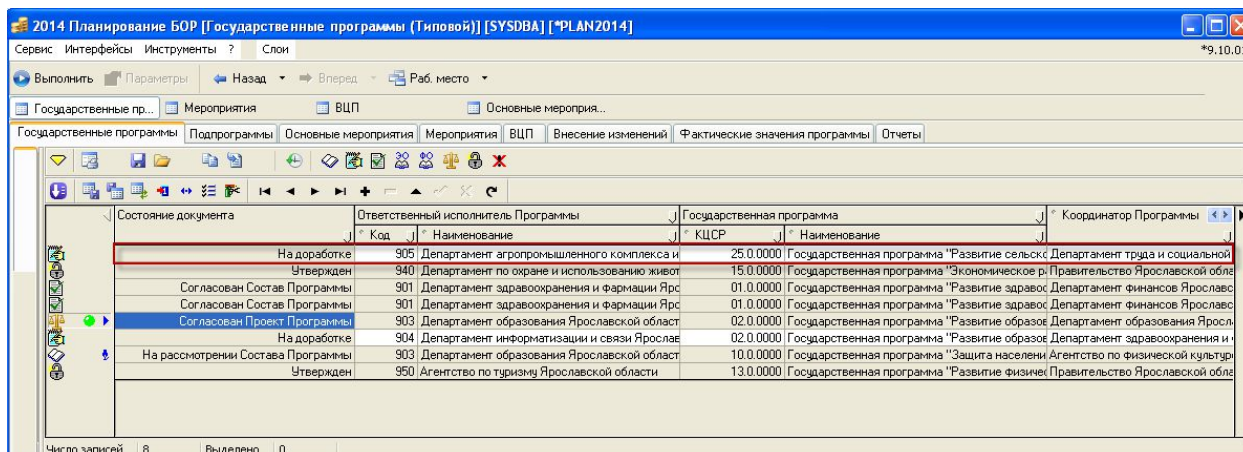 2014 Планирование БОР [Государственные программы (Типовой)] [SYSDBA] [*PLAN2014]
Сервис Интерфейсы Инструменты ? Слои *9.10.0
Выполнить Параметры Назад Вперед Раб. место
Государственные пр... Мероприятия ВЦП Основные мероприя...
Государственные программы Подпрограммы Основные мероприятия Мероприятия ВЦП Внесение изменений Фактические значения программы Отчеты
Состояние документа Ответственный исполнитель Программы Государственная программа Координатор Программы
Код Наименование КЦСР Наименование
На доработке 905 Департамент агропромышленного комплекса и 25.0.0000 Государственная программа "Развитие сельск Департамент труда и социальной
Утвержден 940 Департамент по охране и использованию живот 15.0.0000 Государственная программа "Экономическое р Правительство Ярославской обла
Согласован Состав Программы 901 Департамент здравоохранения и фармации Ярс 01.0.0000 Государственная программа "Развитие здравос Департамент финансов Ярославс
Согласован Состав Программы 901 Департамент здравоохранения и фармации Ярс 01.0.0000 Государственная программа "Развитие здравос Департамент финансов Ярославс
Согласован Проект Программы 903 Департамент образования Ярославской област 02.0.0000 Государственная программа "Развитие образов Департамент образования Яросл
На доработке 904 Департамент информатизации и связи Ярослав 02.0.0000 Государственная программа "Развитие образов Департамент здравоохранения и
На рассмотрении Состава Программы 903 Департамент образования Ярославской област 10.0.0000 Государственная программа "Защита населени Агентство по физической культур
Утвержден 950 Агентство по туризму Ярославской области 13.0.0000 Государственная программа "Развитие физичес Правительство Ярославской обла
Число записей 8 Выделено 0